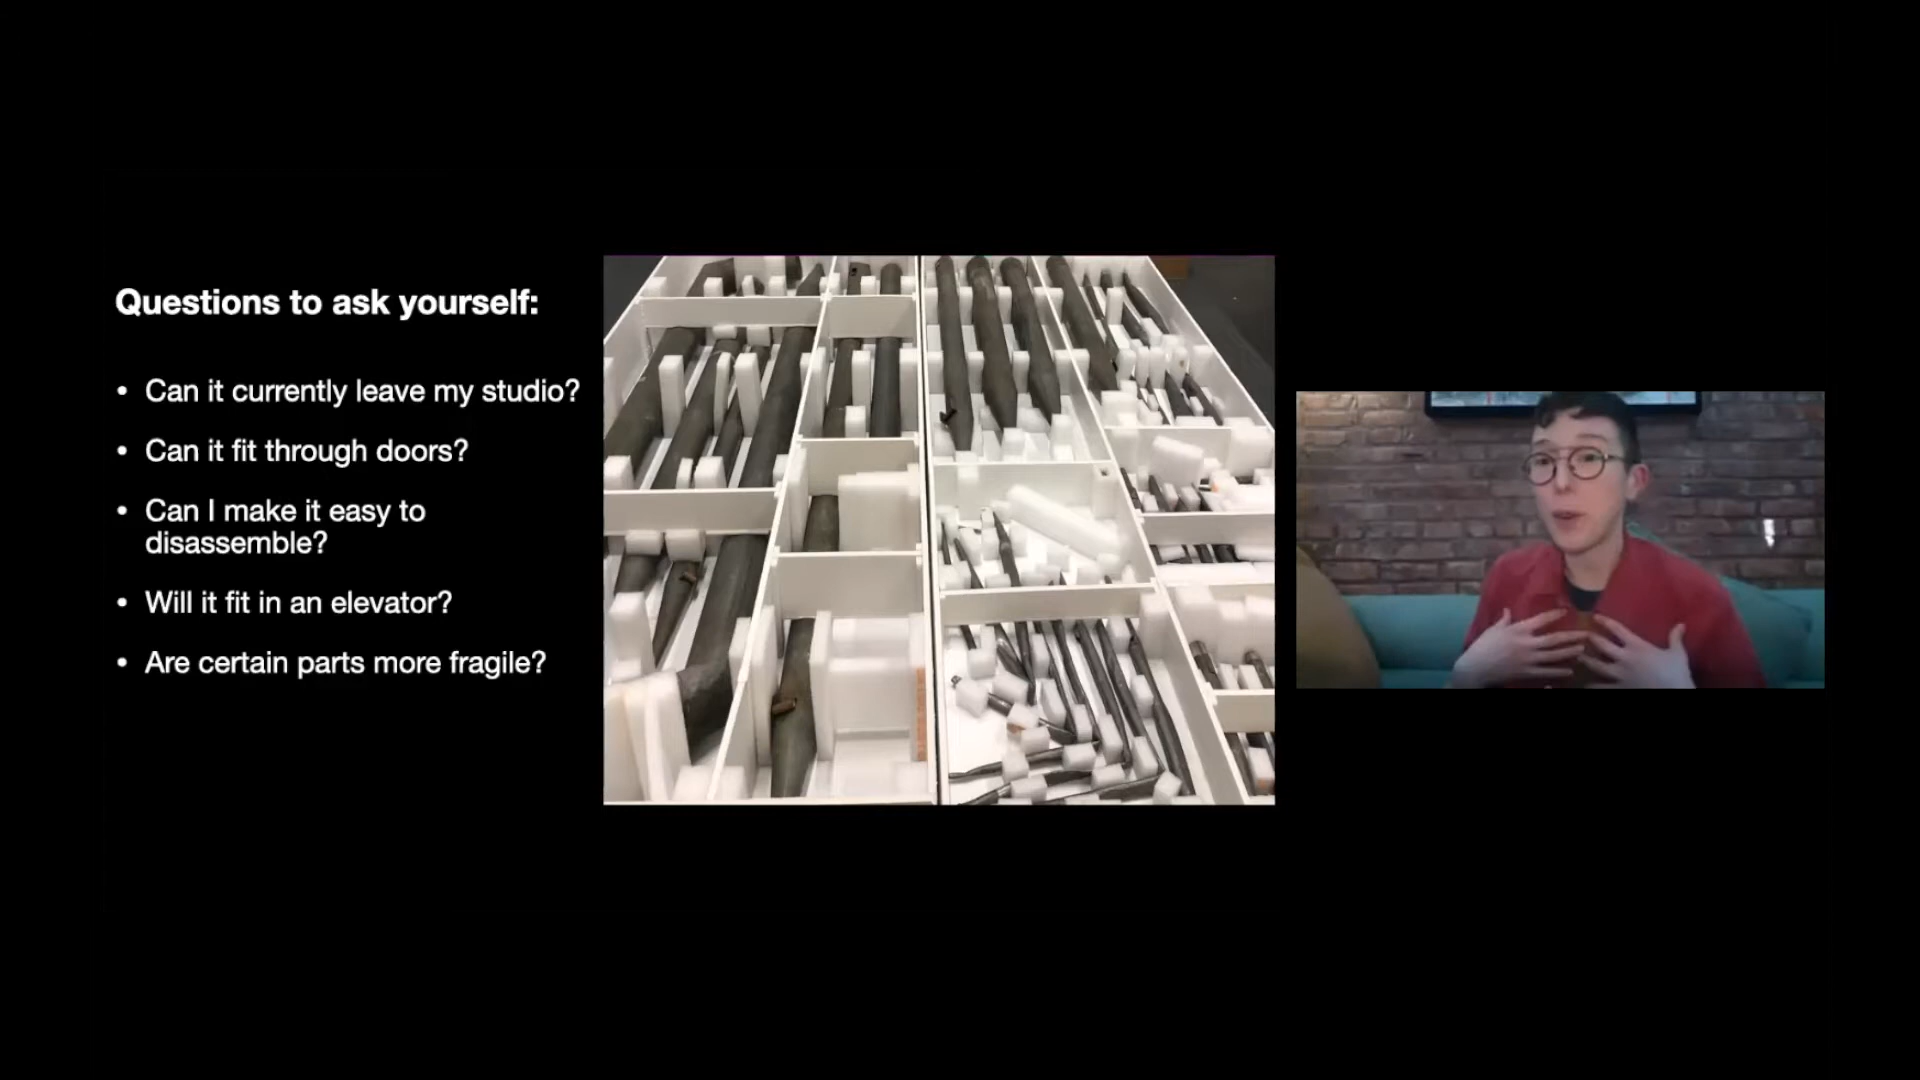 Questions to ask yourself:
• Can it currently leave my studio?
• Can it fit through doors?
• Can I make it easy to
disassemble?
• Will it fit in an elevator?
• Are certain parts more fragile?